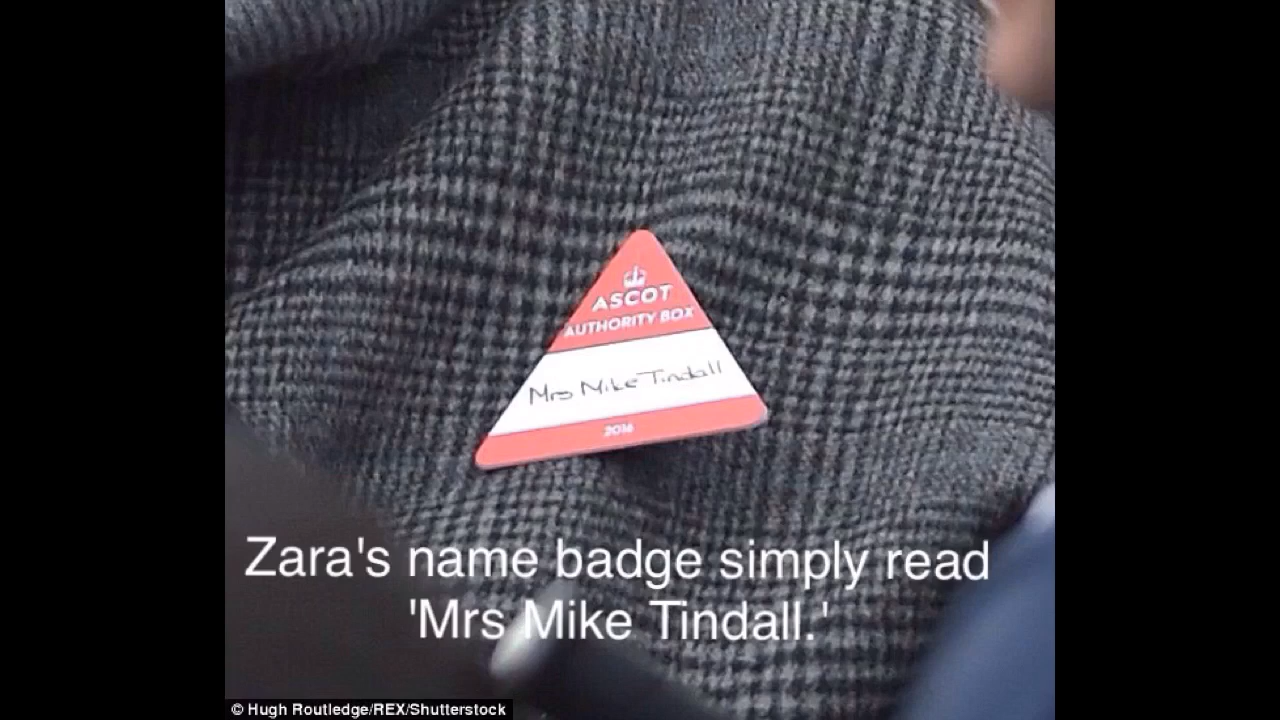 ASCOT
AUTHORITY BOX
Mrs Mike Tindall
2016
Zara's name badge simply read
'Mrs Mike Tindall.'
© Hugh Routledge/REX/Shutterstock